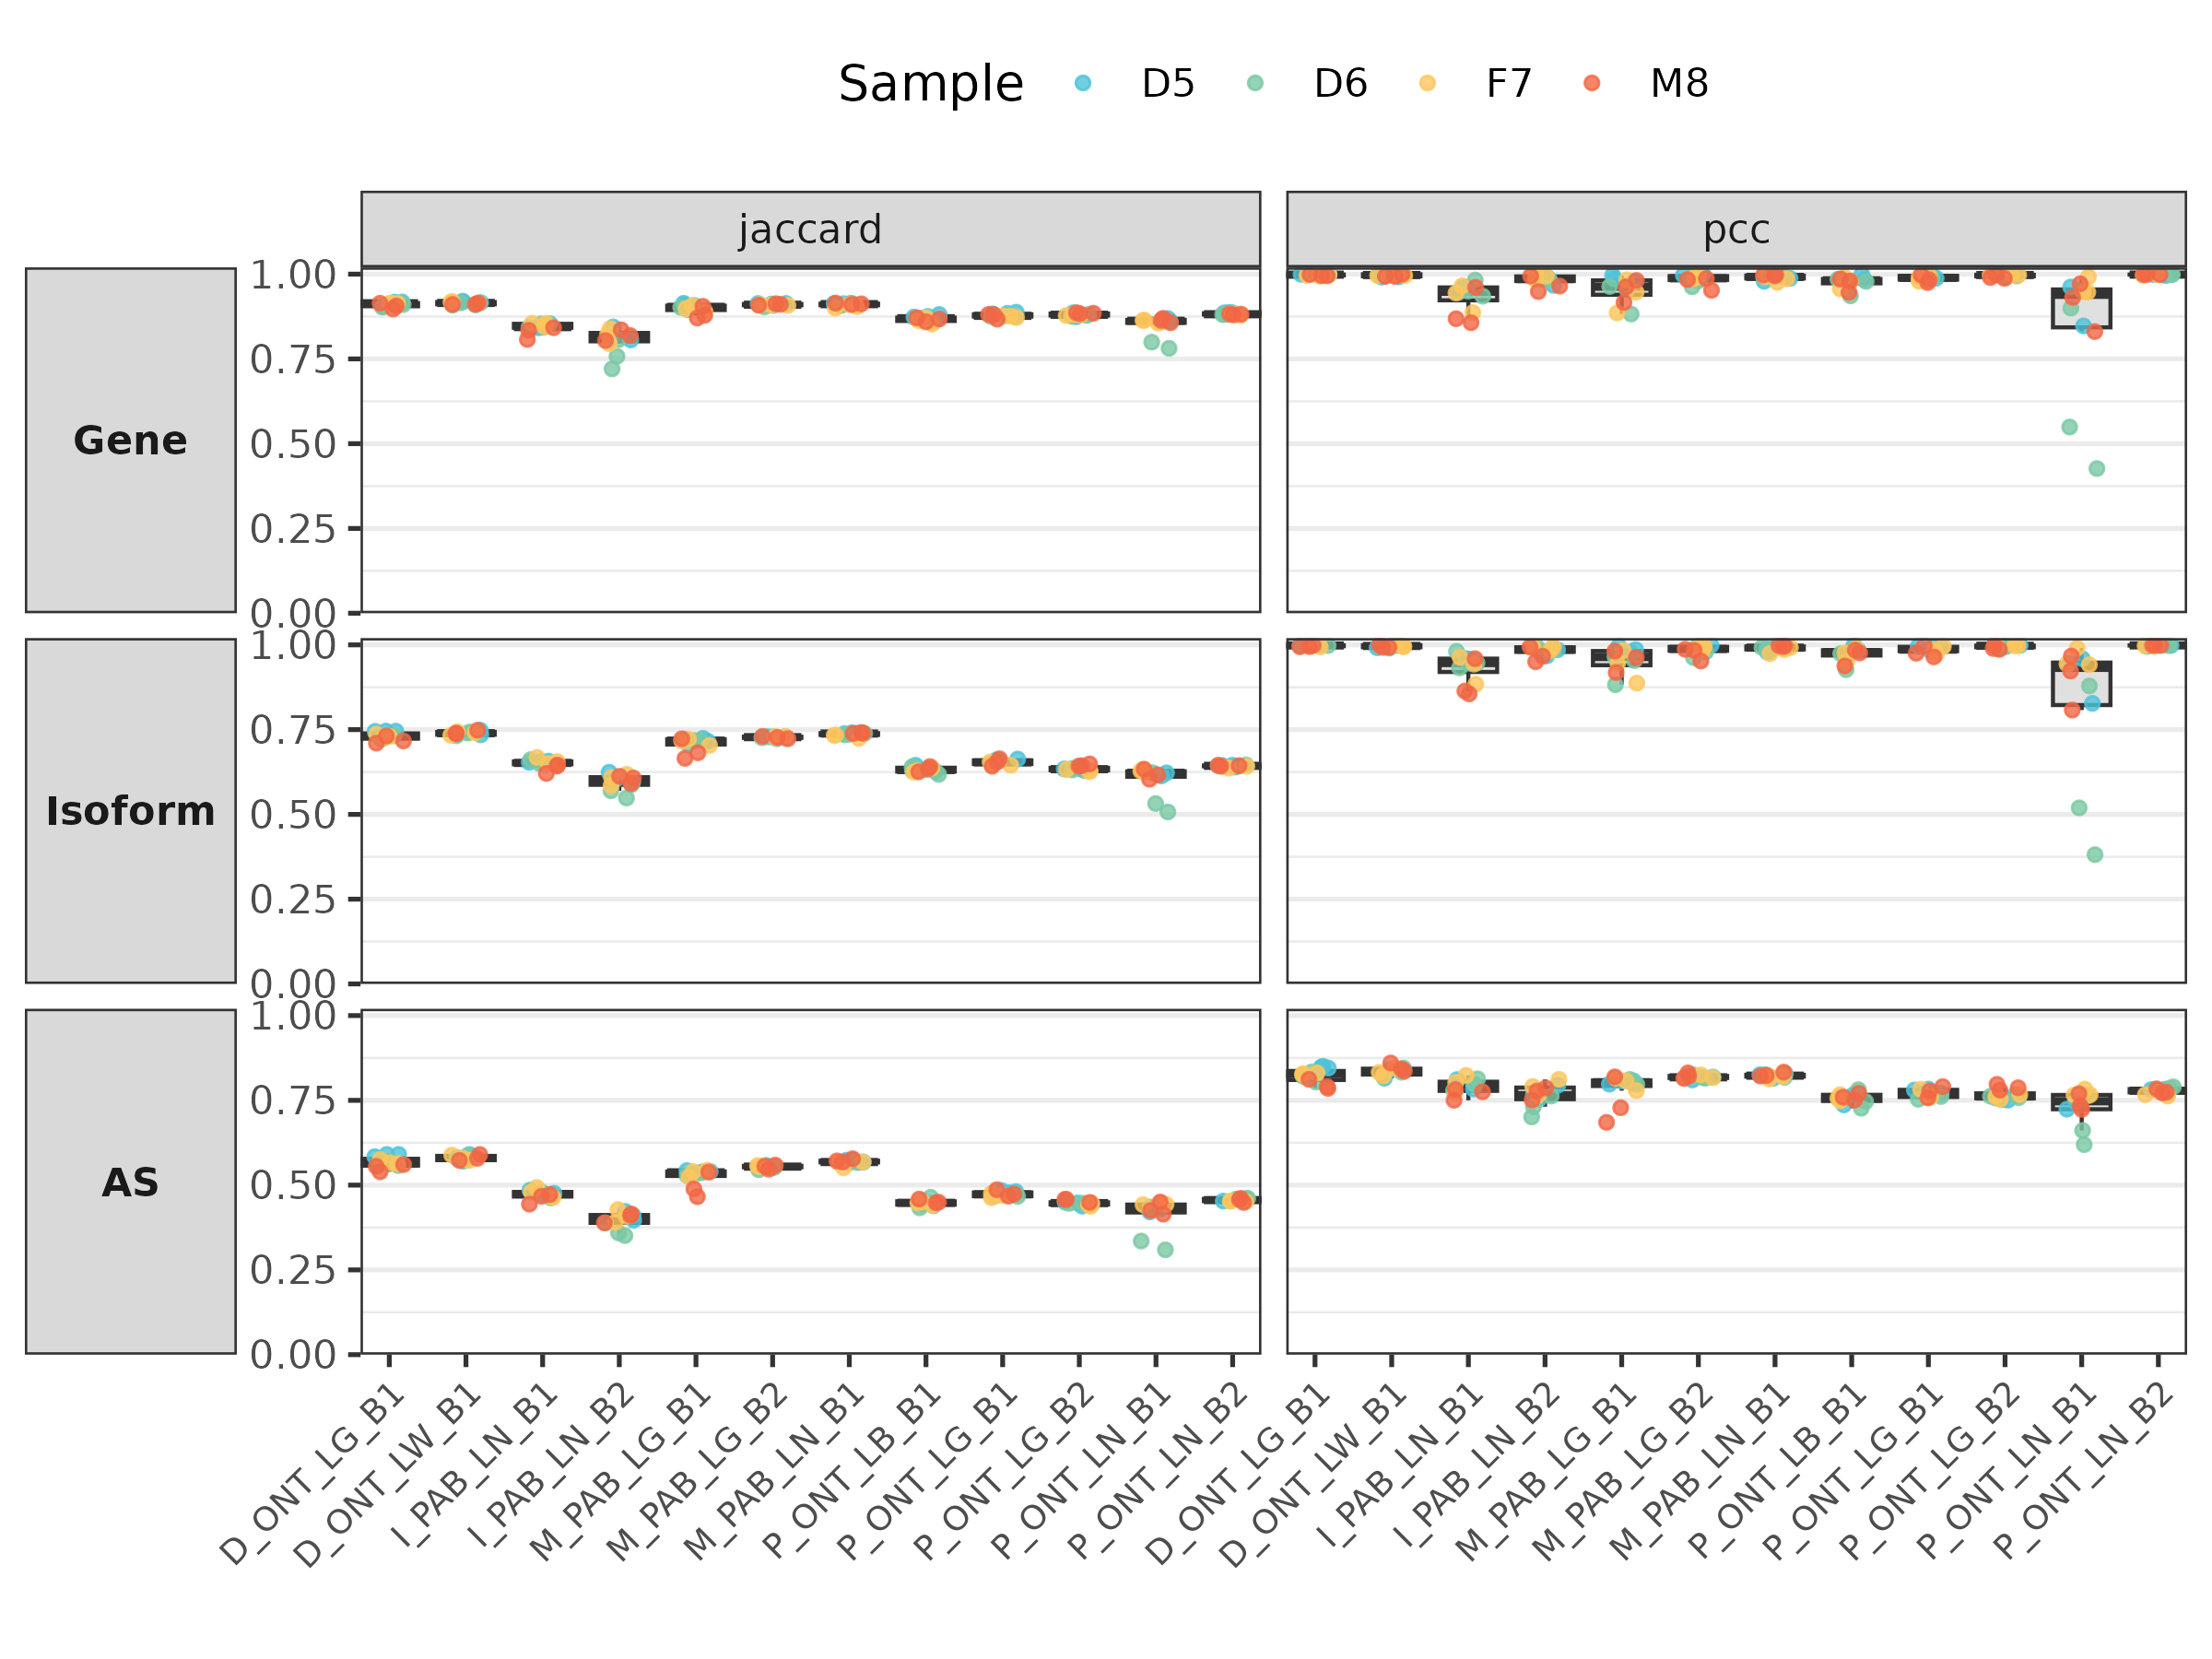 Sample D5 D6 F7 M8
jaccard pcc
Gene
1.00
0.75
0.50
0.25
0.00
Isoform
1.00
0.75
0.50
0.25
0.00
AS
1.00
0.75
0.50
0.25
0.00
D_ONT_LG_B1
D_ONT_LW_B1
I_PAB_LN_B1
I_PAB_LN_B2
M_PAB_LG_B1
M_PAB_LG_B2
M_PAB_LN_B1
P_ONT_LB_B1
P_ONT_LG_B1
P_ONT_LG_B2
P_ONT_LN_B1
P_ONT_LN_B2
D_ONT_LG_B1
D_ONT_LW_B1
I_PAB_LN_B1
I_PAB_LN_B2
M_PAB_LG_B1
M_PAB_LG_B2
M_PAB_LN_B1
P_ONT_LB_B1
P_ONT_LG_B1
P_ONT_LG_B2
P_ONT_LN_B1
P_ONT_LN_B2